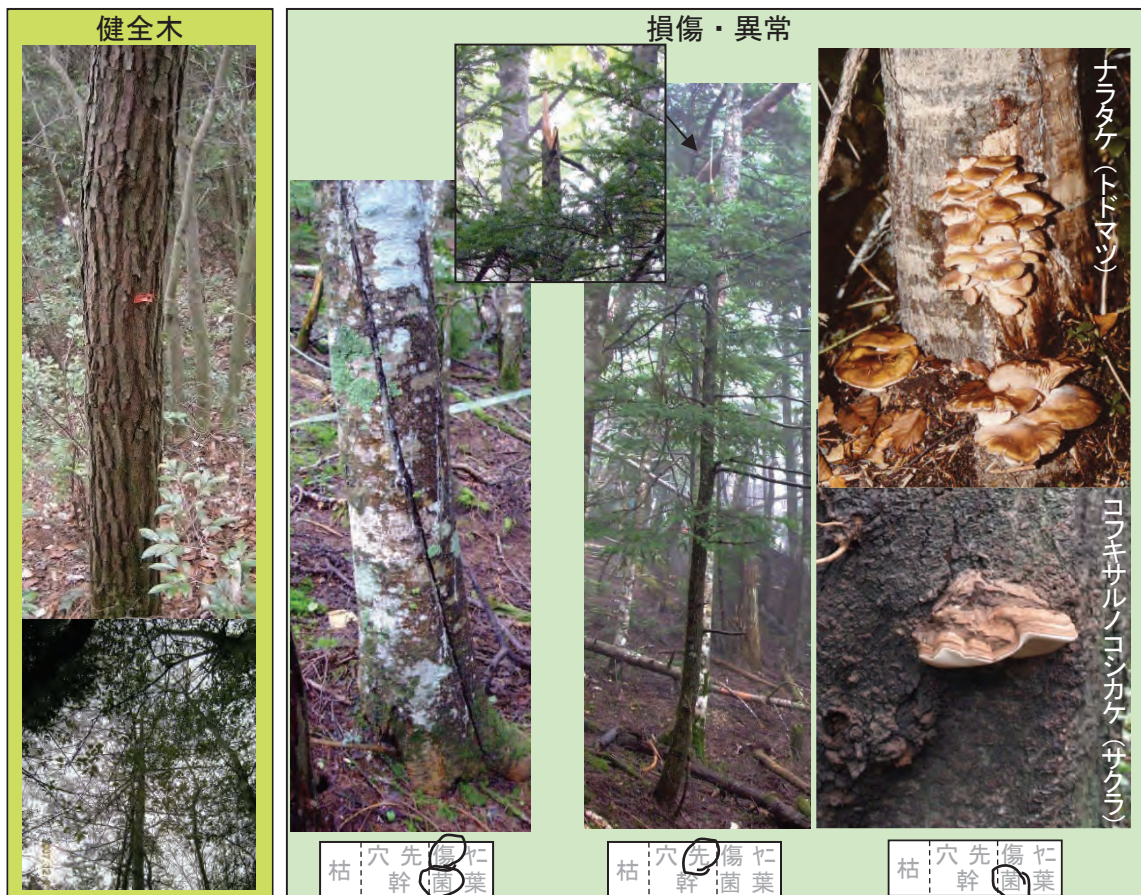 健全木
損傷・異常
ナラタケ（トドマツ）
コフキサルノコシカケ（サクラ）
枯 穴 先 傷 ヤニ
幹 菌 葉
枯 穴 先 傷 ヤニ
幹 菌 葉
枯 穴 先 傷 ヤニ
幹 菌 葉